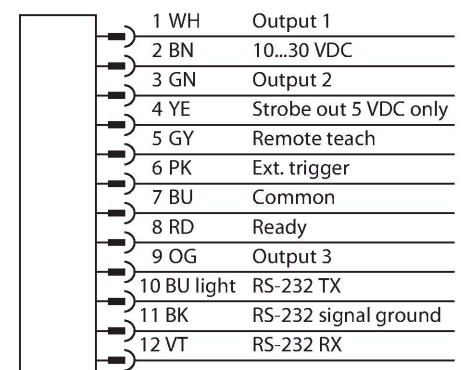 1 WH Output 1
2 BN 10...30 VDC
3 GN Output 2
4 YE Strobe out 5 VDC only
5 GY Remote teach
6 PK Ext. trigger
7 BU Common
8 RD Ready
9 OG Output 3
10 BU light RS-232 TX
11 BK RS-232 signal ground
12 VT RS-232 RX